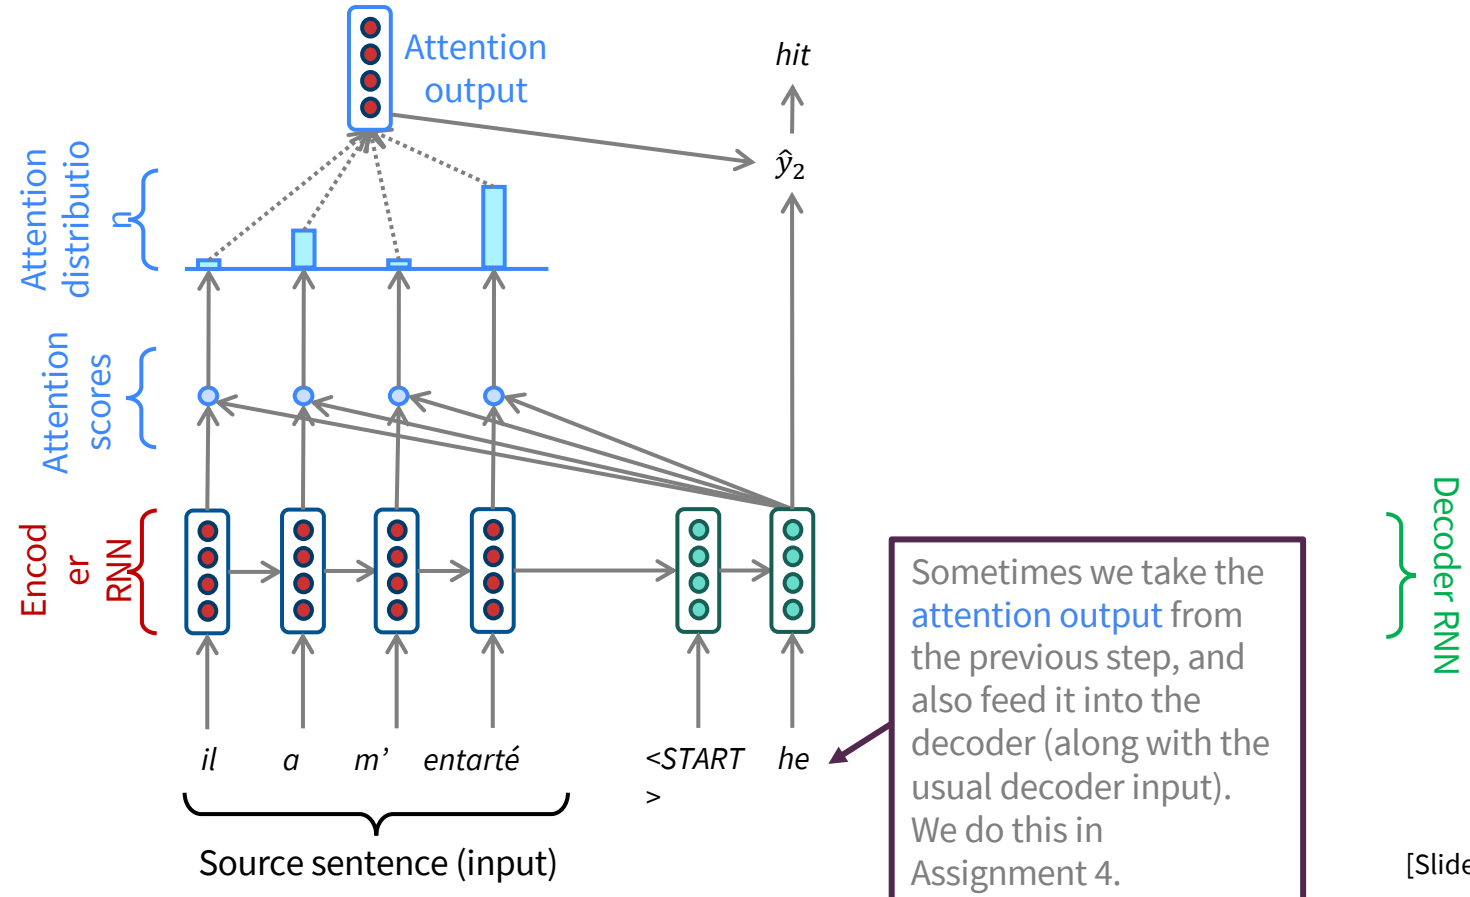 Attention
output
hit
ŷ₂
Attention
distributio
n
Attention
scores
Encod
er
RNN
Decoder RNN
il a m’ entarté <START
> he
Source sentence (input)
Sometimes we take the
attention output from
the previous step, and
also feed it into the
decoder (along with the
usual decoder input).
We do this in
Assignment 4.
[Slide